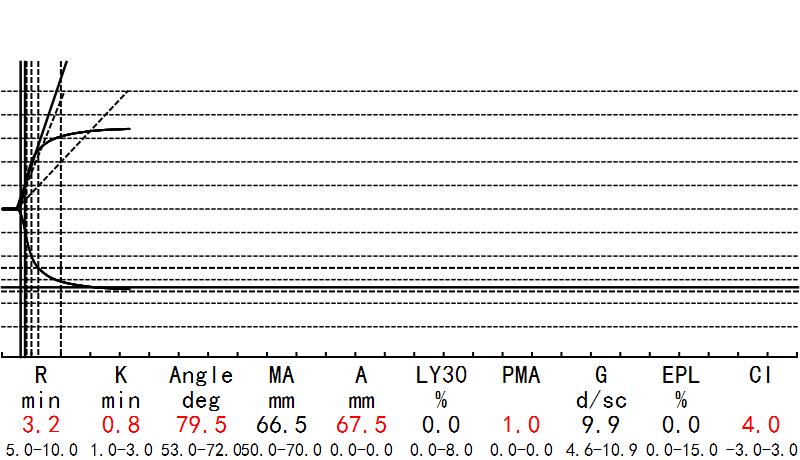 R K Angle MA A LY30 PMA G EPL CI
min min deg mm mm % d/sc %
3.2 0.8 79.5 66.5 67.5 0.0 1.0 9.9 0.0 4.0
5.0-10.0 1.0-3.0 53.0-72.0 50.0-70.0 0.0-0.0 0.0-8.0 0.0-0.0 4.6-10.9 0.0-15.0 -3.0-3.0